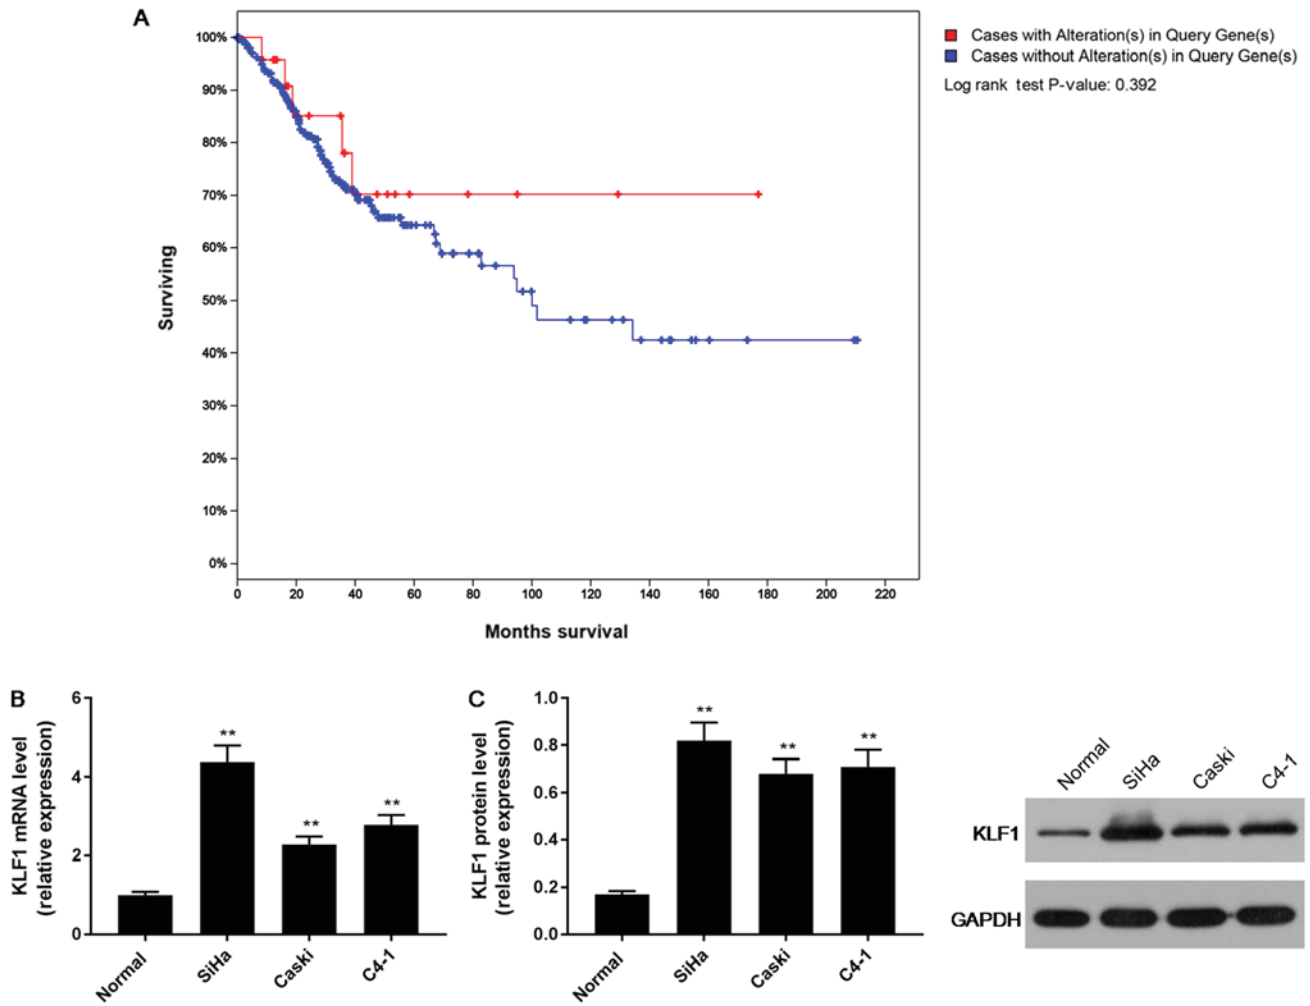 A
100%
90%
80%
70%
60%
50%
40%
30%
20%
10%
0%
Surviving
0 20 40 60 80 100 120 140 160 180 200 220
Months survival
Cases with Alteration(s) in Query Gene(s)
Cases without Alteration(s) in Query Gene(s)
Log rank test P-value: 0.392
B
KLF1 mRNA level
(relative expression)
6
4
2
0
**
**
**
Normal
SiHa
Caski
C4-1
C
KLF1 protein level
(relative expression)
1.0
0.8
0.6
0.4
0.2
0.0
**
**
**
Normal
SiHa
Caski
C4-1
Normal
SiHa
Caski
C4-1
KLF1
GAPDH